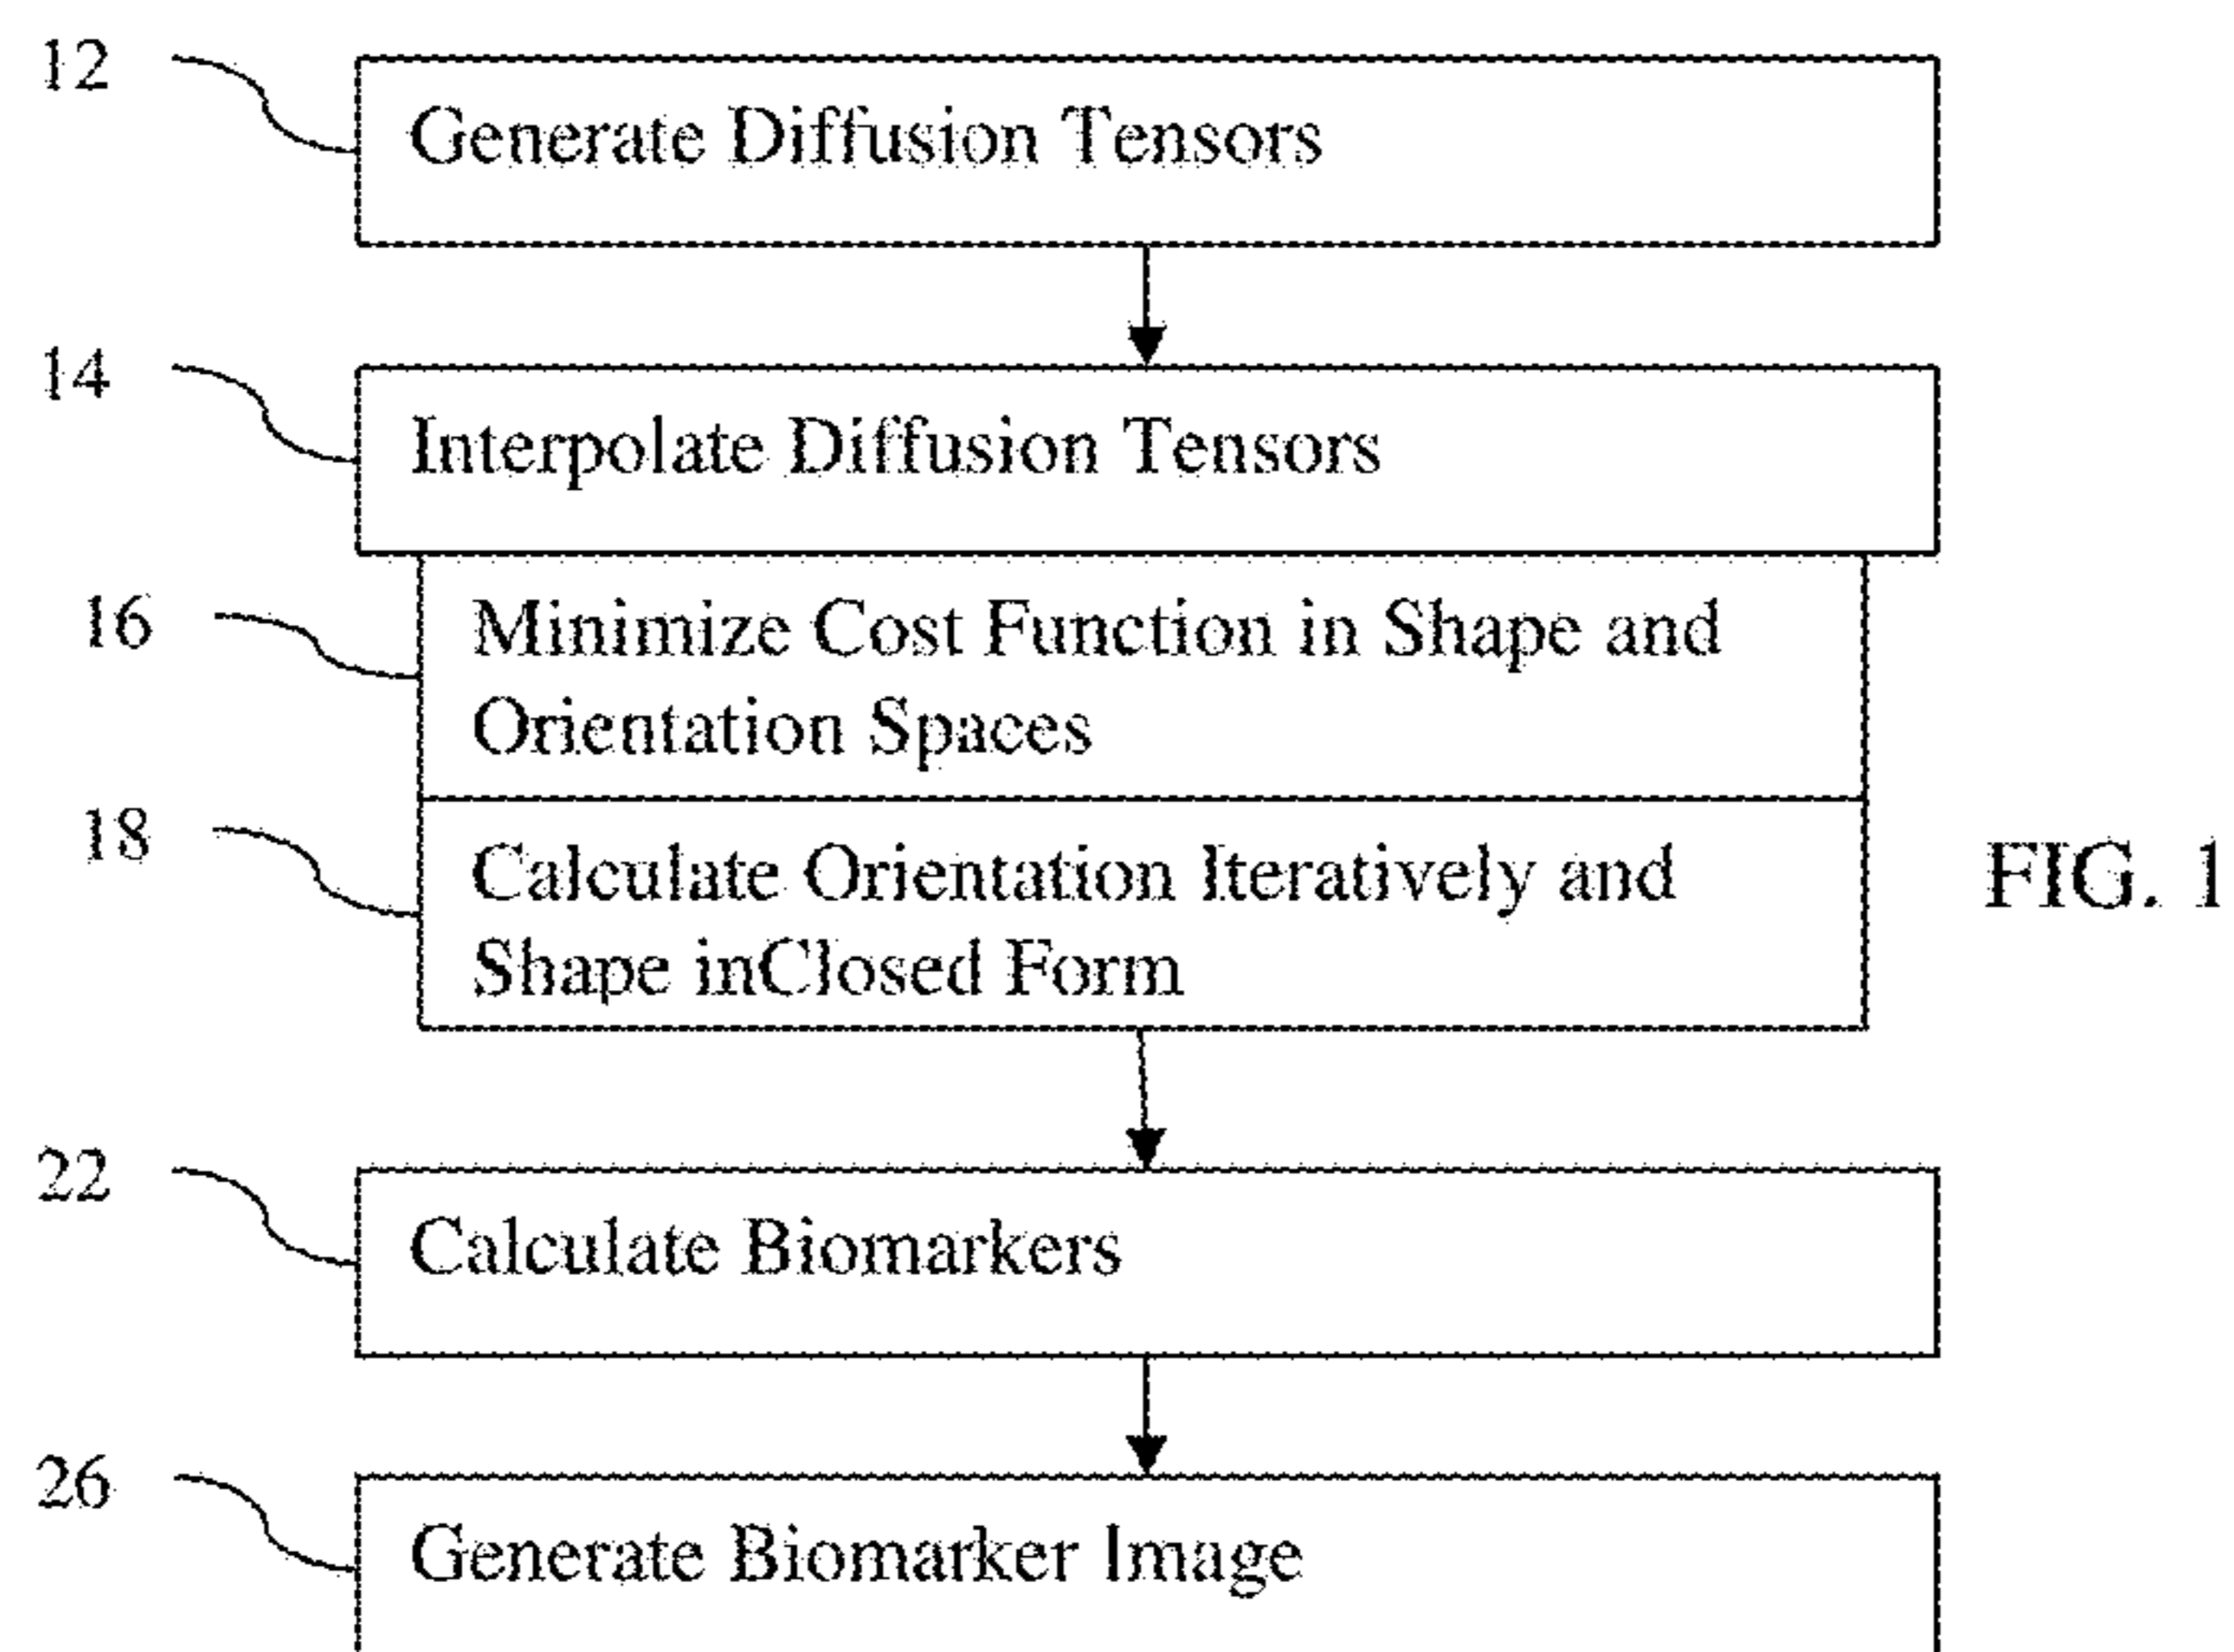 12
Generate Diffusion Tensors
14
Interpolate Diffusion Tensors
16
Minimize Cost Function in Shape and
Orientation Spaces
18
Calculate Orientation Iteratively and
Shape inClosed Form
FIG. 1
22
Calculate Biomarkers
26
Generate Biomarker Image